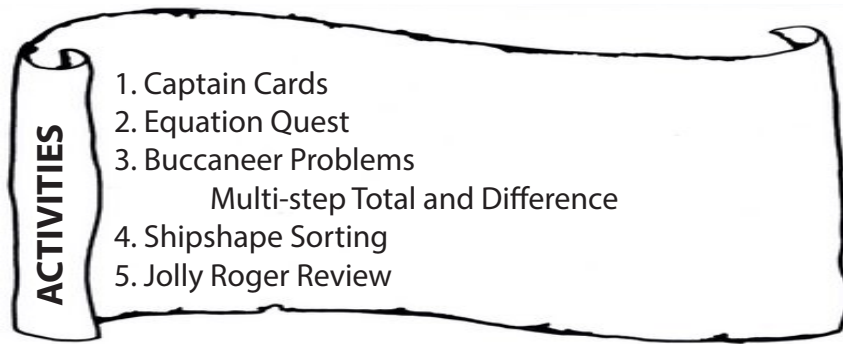 ACTIVITIES
1. Captain Cards
2. Equation Quest
3. Buccaneer Problems
Multi-step Total and Difference
4. Shipshape Sorting
5. Jolly Roger Review